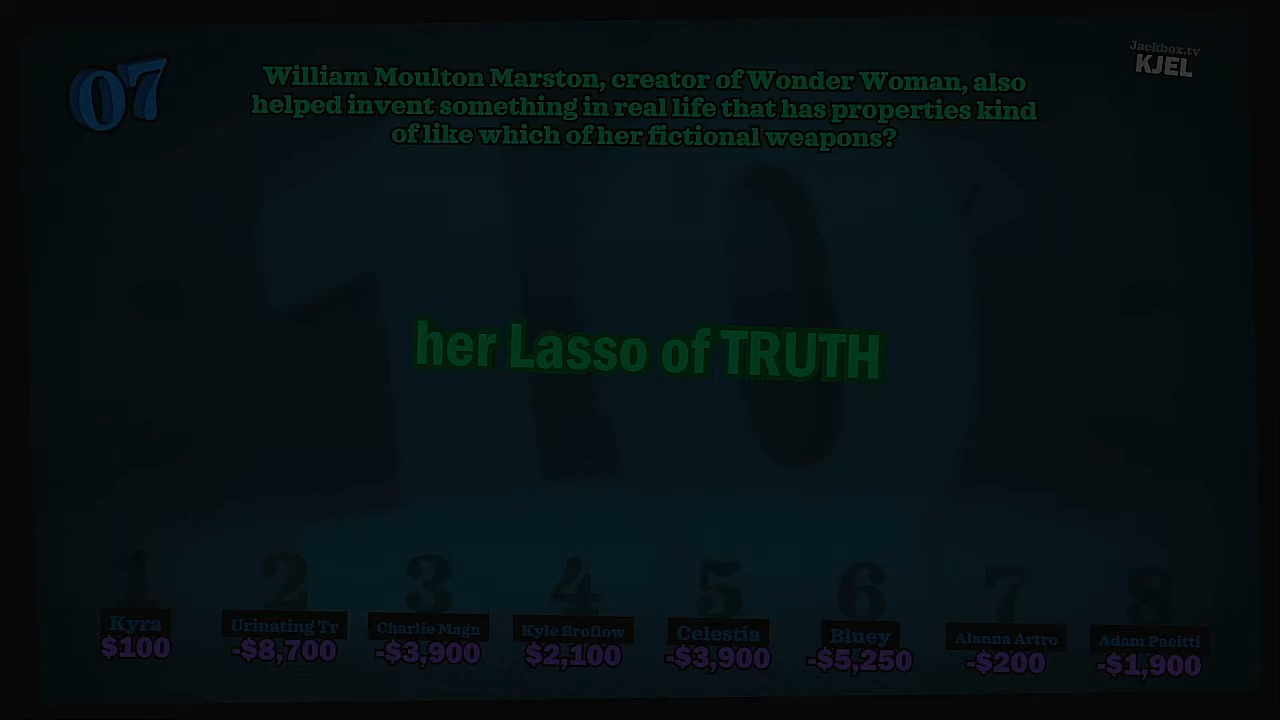 07
William Moulton Marston, creator of Wonder Woman, also
helped invent something in real life that has properties kind
of like which of her fictional weapons?
Jackbox.tv
KJEL
10
her Lasso of TRUTH
1 2 3 4 5 6 7 8
Kyra Urinating Tr Charlie Magn Kyle Broflow Celestia Bluey Alanna Artro Adam Pacitti
$100 -$8,700 -$3,900 $2,100 -$3,900 -$5,250 -$200 -$1,900